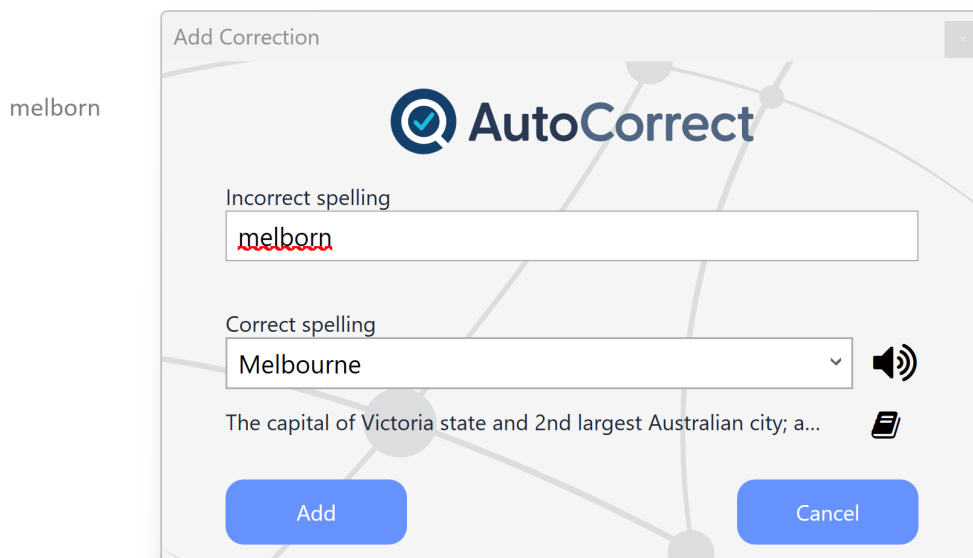 Add Correction
melborn
AutoCorrect
Incorrect spelling
melborn
Correct spelling
Melbourne
The capital of Victoria state and 2nd largest Australian city; a...
Add Cancel